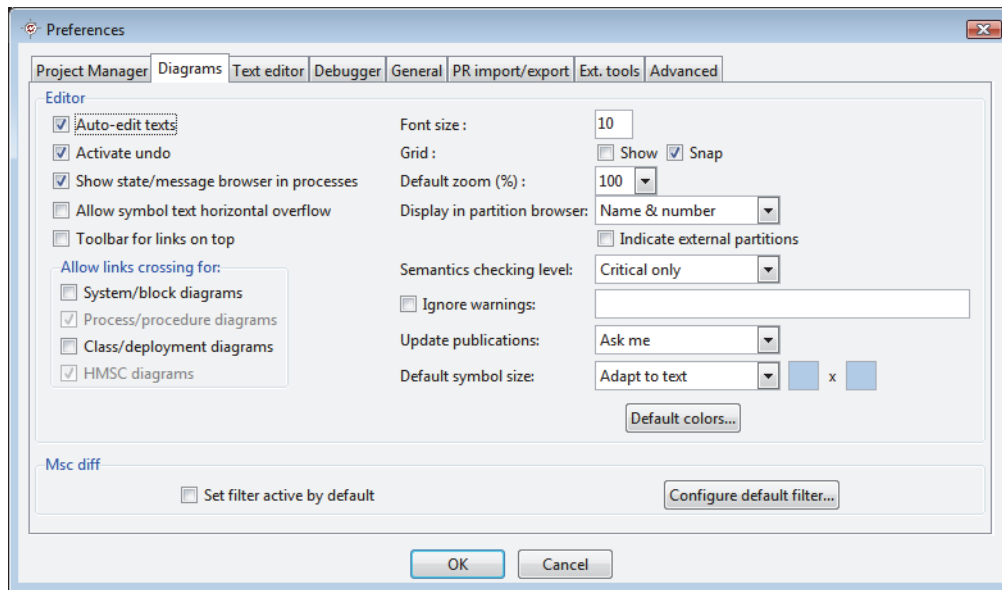 Preferences
Project Manager Diagrams Text editor Debugger General PR import/export Ext. tools Advanced
Editor
Auto-edit texts Font size : 10
Activate undo Grid : Show Snap
Show state/message browser in processes Default zoom (%) : 100
Allow symbol text horizontal overflow Display in partition browser: Name & number
Toolbar for links on top Indicate external partitions
Allow links crossing for: Semantics checking level: Critical only
System/block diagrams Ignore warnings:
Process/procedure diagrams
Class/deployment diagrams Update publications: Ask me
HMSC diagrams Default symbol size: Adapt to text x
Default colors...
Msc diff
Set filter active by default Configure default filter...
OK Cancel